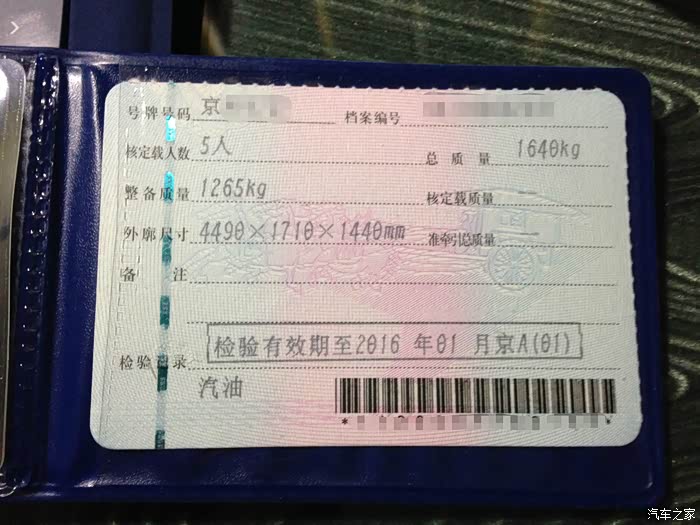 号牌号码 京 档案编号
核定载人数 5人 总质量 1640kg
整备质量 1265kg 核定载质量
外廓尺寸 4490×1710×1440mm 准牵引总质量
备注
检验有效期至2016 年01 月京A(01)
检验记录
汽油
* *
汽车之家